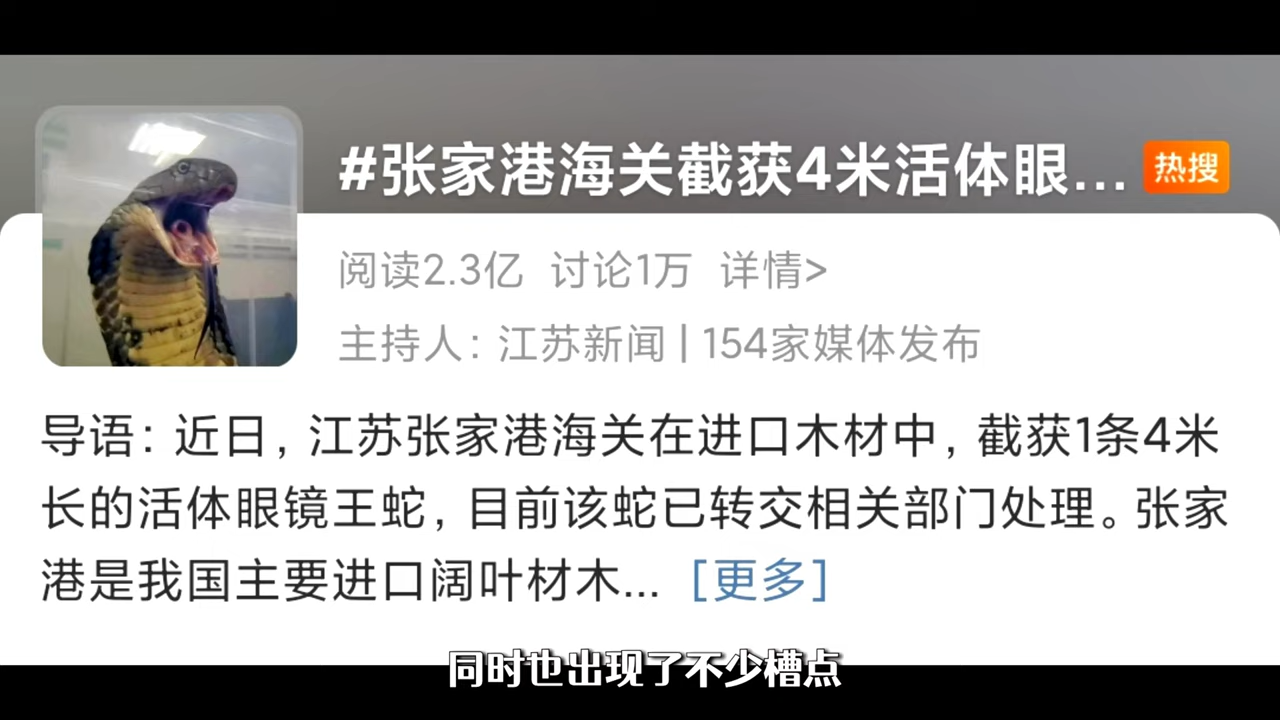 #张家港海关截获4米活体眼...
热搜
阅读2.3亿 讨论1万 详情>
主持人：江苏新闻 | 154家媒体发布
导语：近日，江苏张家港海关在进口木材中，截获1条4米
长的活体眼镜王蛇，目前该蛇已转交相关部门处理。张家
港是我国主要进口阔叶材木... [更多]
同时也出现了不少槽点